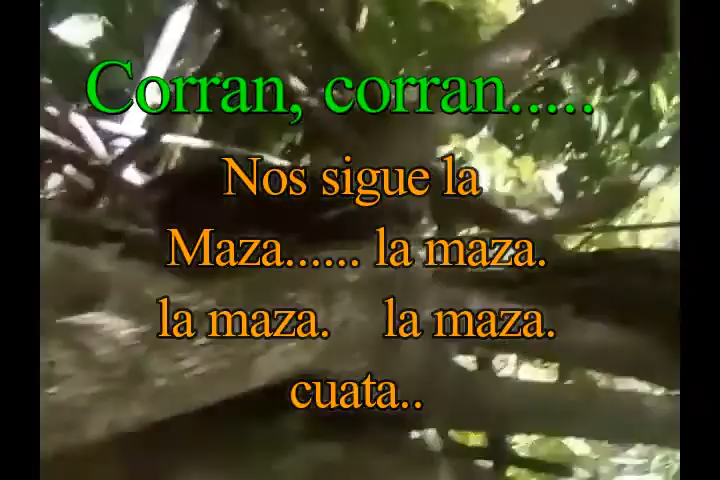 Corran, corran.....
Nos sigue la
Maza...... la maza.
la maza. la maza.
cuata..